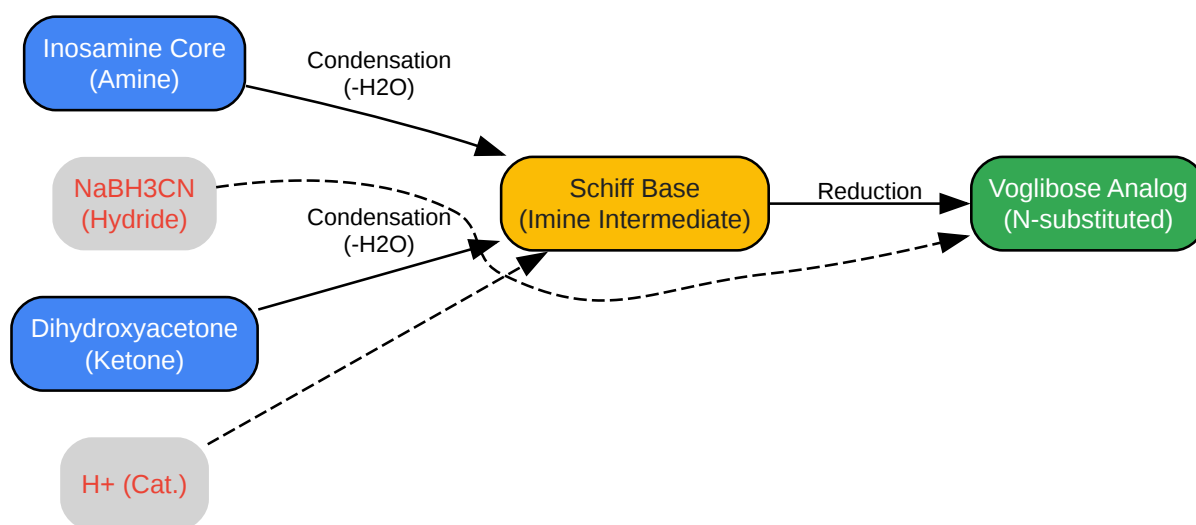 Inosamine Core
(Amine)
Condensation
(-H2O)
NaBH3CN
(Hydride)
Schiff Base
(Imine Intermediate)
Reduction
Voglibose Analog
(N-substituted)
Condensation
(-H2O)
Dihydroxyacetone
(Ketone)
H+ (Cat.)